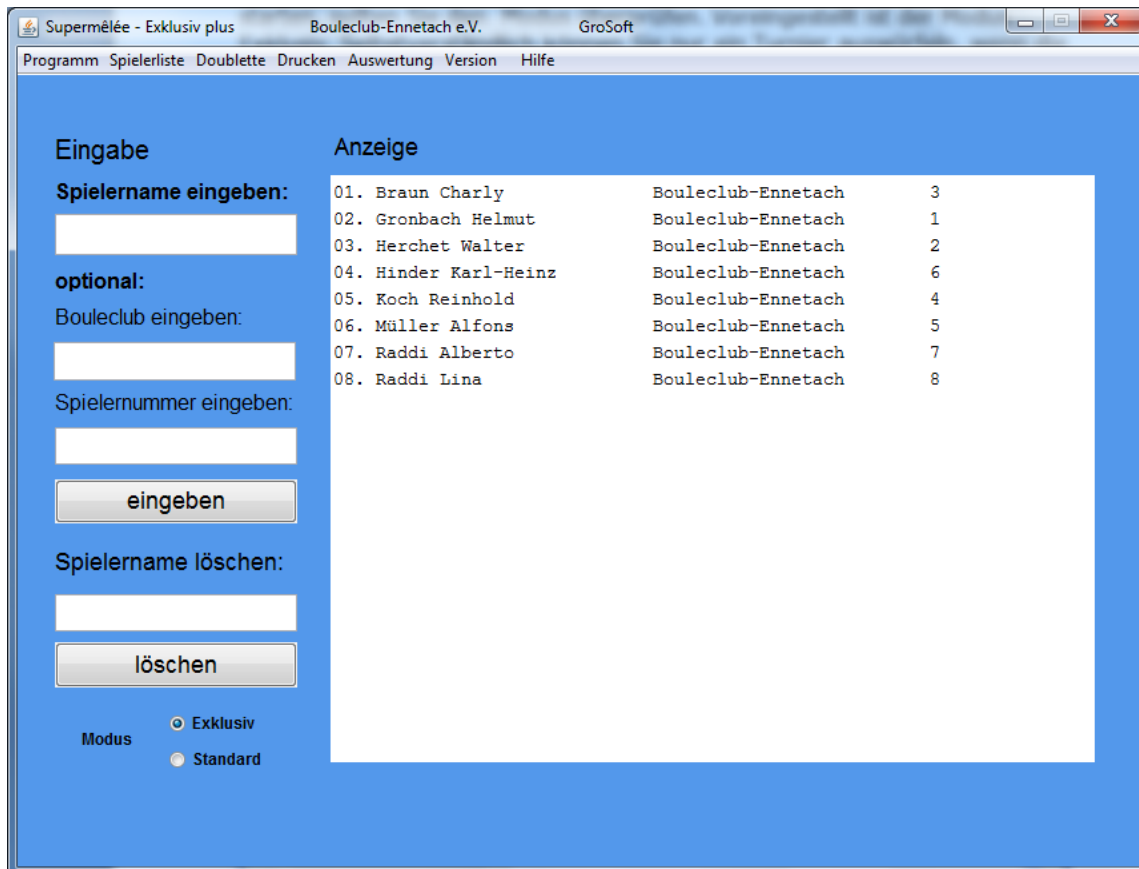 Supermêlée - Exklusiv plus Bouleclub-Ennetach e.V. GroSoft
Programm Spielerliste Doublette Drucken Auswertung Version Hilfe
Eingabe
Spielername eingeben:
optional:
Bouleclub eingeben:
Spielernummer eingeben:
eingeben
Spielername löschen:
löschen
Modus
Exklusiv
Standard
Anzeige
01. Braun Charly Bouleclub-Ennetach 3
02. Gronbach Helmut Bouleclub-Ennetach 1
03. Herchet Walter Bouleclub-Ennetach 2
04. Hinder Karl-Heinz Bouleclub-Ennetach 6
05. Koch Reinhold Bouleclub-Ennetach 4
06. Müller Alfons Bouleclub-Ennetach 5
07. Raddi Alberto Bouleclub-Ennetach 7
08. Raddi Lina Bouleclub-Ennetach 8